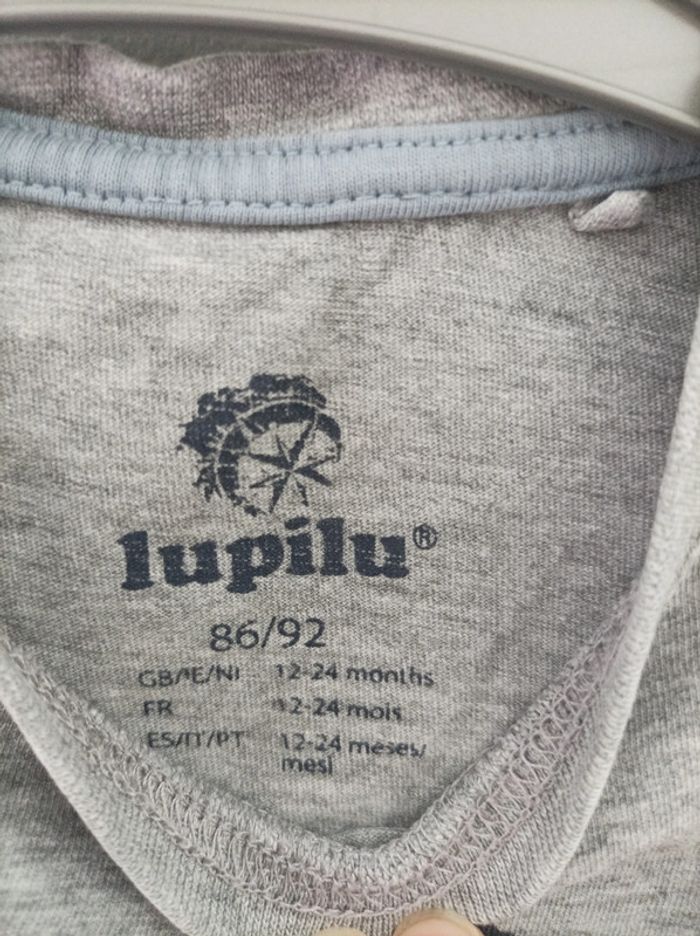 lupilu®
86/92
GB/IE/NI 12-24 months
FR 12-24 mois
ES/IT/PT 12-24 meses/
mesi